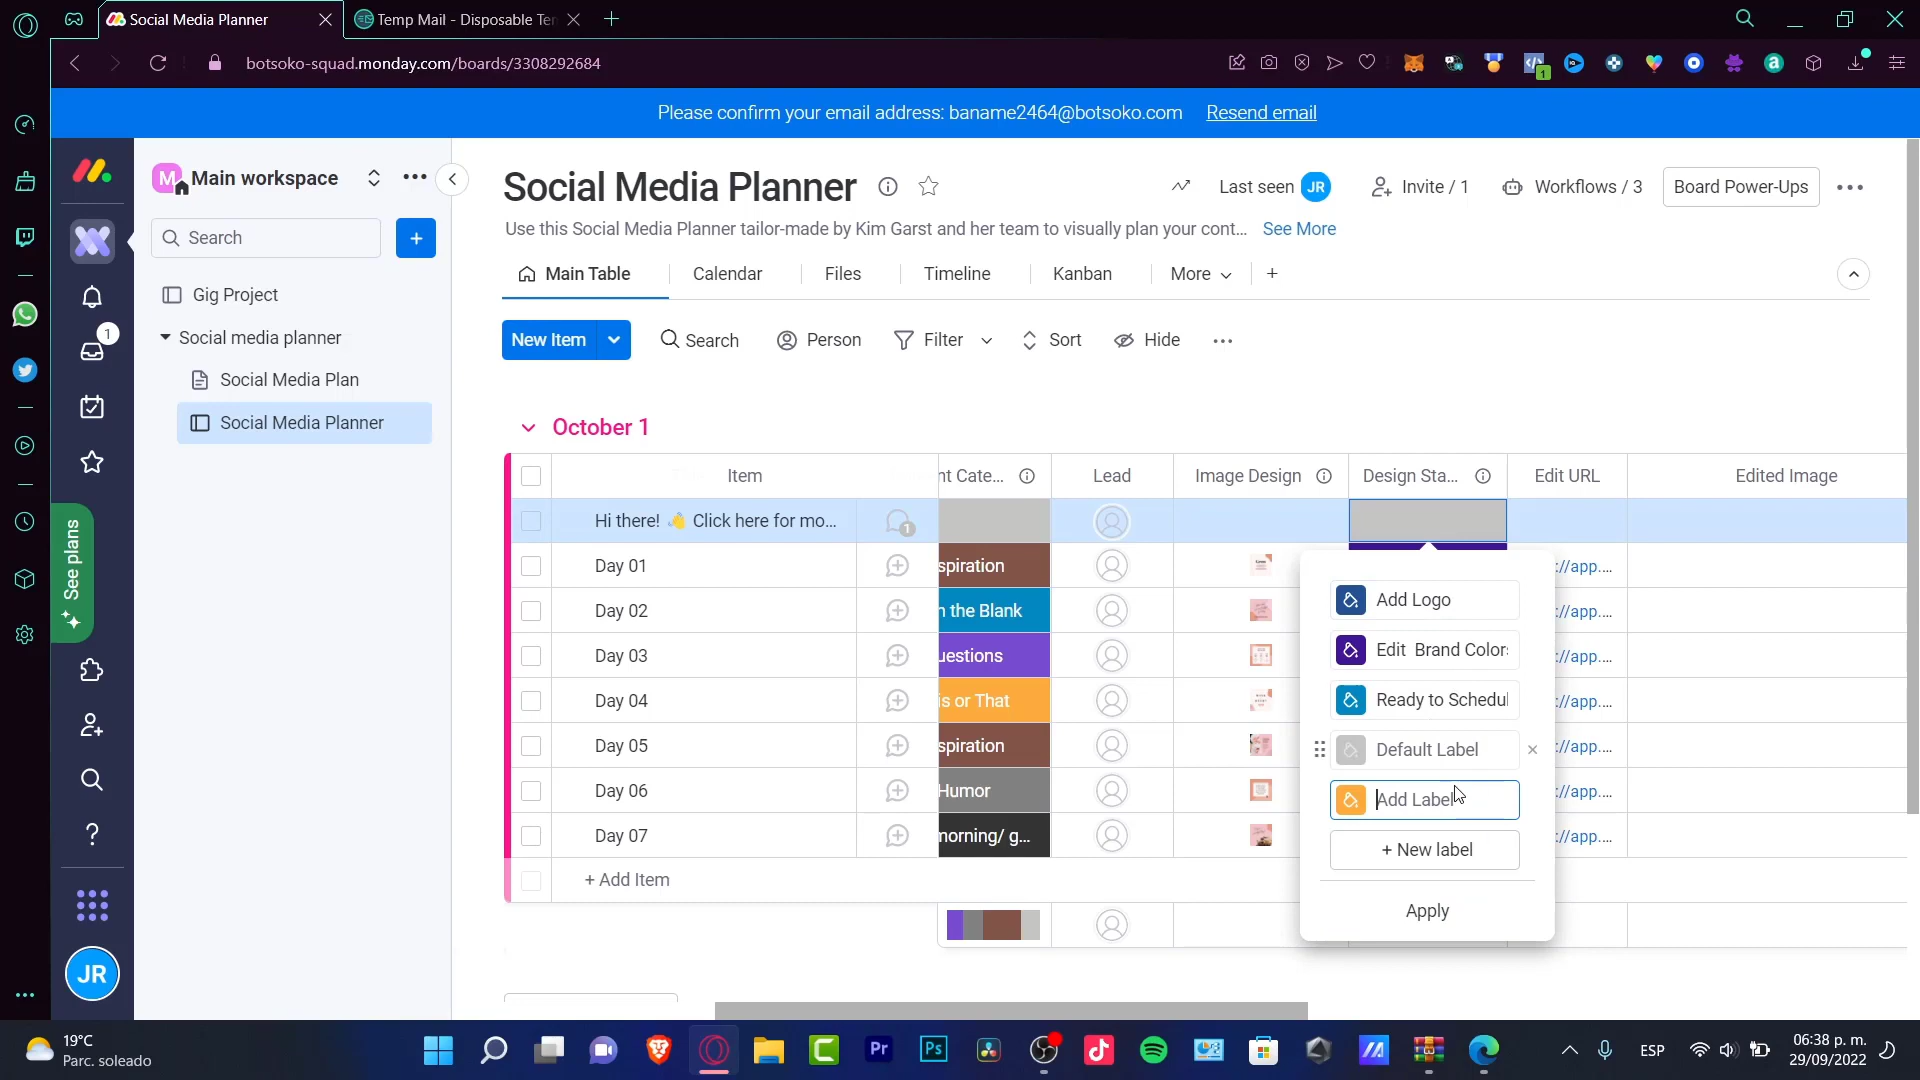 Social Media Planner
Temp Mail - Disposable Ten
botsoko-squad.monday.com/boards/3308292684
1
Please confirm your email address: baname2464@botsoko.com Resend email
M
Main workspace
Search
+
Gig Project
Social media planner
Social Media Plan
Social Media Planner
1
See plans
JR
Social Media Planner
Last seen JR
Invite / 1
Workflows / 3
Board Power-Ups
Use this Social Media Planner tailor-made by Kim Garst and her team to visually plan your cont... See More
Main Table
Calendar
Files
Timeline
Kanban
More
+
New Item
Search
Person
Filter
Sort
Hide
October 1
Item
nt Cate...
Lead
Image Design
Design Sta...
Edit URL
Edited Image
Hi there! 👋 Click here for mo...
1
Day 01
spiration
://app....
Day 02
n the Blank
://app....
Day 03
uestions
://app....
Day 04
is or That
://app....
Day 05
spiration
://app....
Day 06
Humor
://app....
Day 07
morning/ g...
://app....
+ Add Item
Add Logo
Edit Brand Colors
Ready to Schedul
Default Label
Add Label
+ New label
Apply
19°C
Parc. soleado
Pr
Ps
ESP
06:38 p. m.
29/09/2022